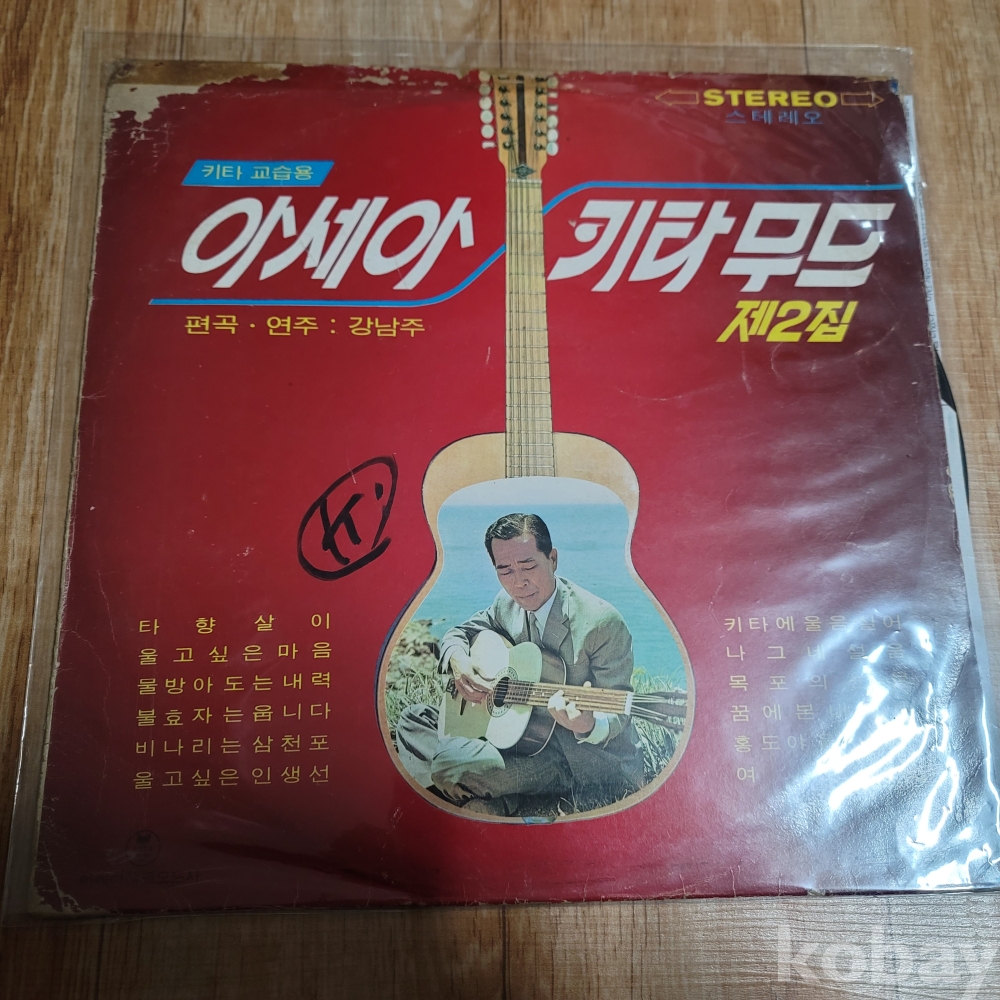 STEREO
스테레오
키타 교습용
아세아 키타무드
제2집
편곡 · 연주 : 강남주
K
타향살이
울고싶은마음
물방아도는내력
불효자는웁니다
비나리는삼천포
울고싶은인생선
키타에울음
나그네
목포의
꿈에본
홍도야
여
kobay